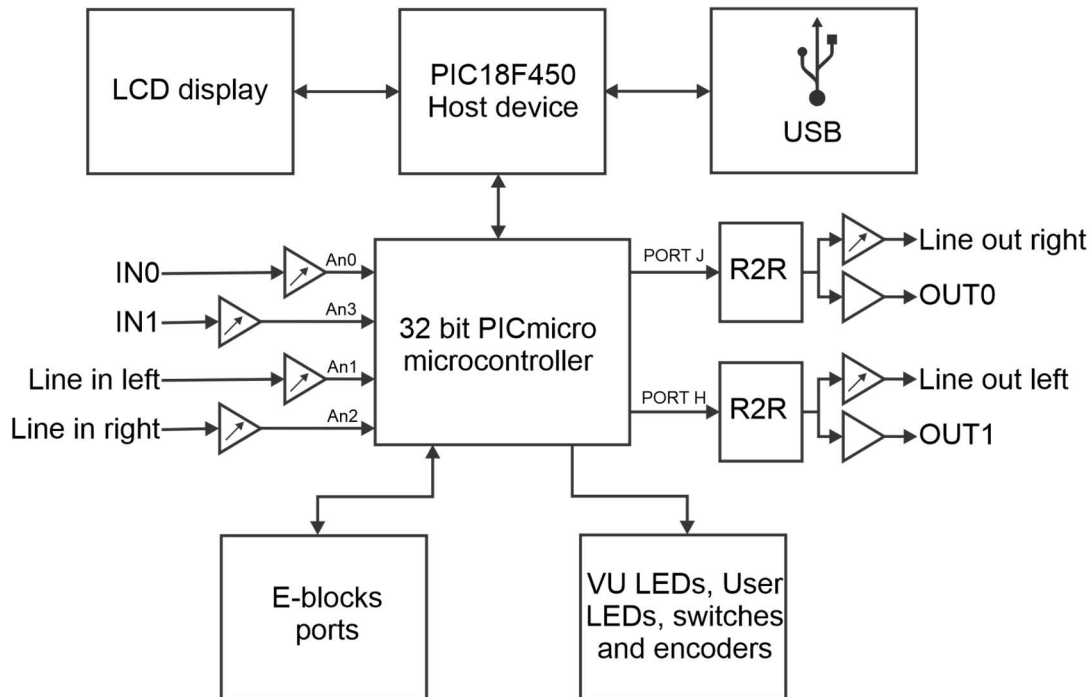 LCD display
PIC18F450
Host device
USB
IN0
An0
IN1
An3
Line in left
An1
Line in right
An2
32 bit PICmicro
microcontroller
PORT J
R2R
Line out right
OUT0
PORT H
R2R
Line out left
OUT1
E-blocks
ports
VU LEDs, User
LEDs, switches
and encoders